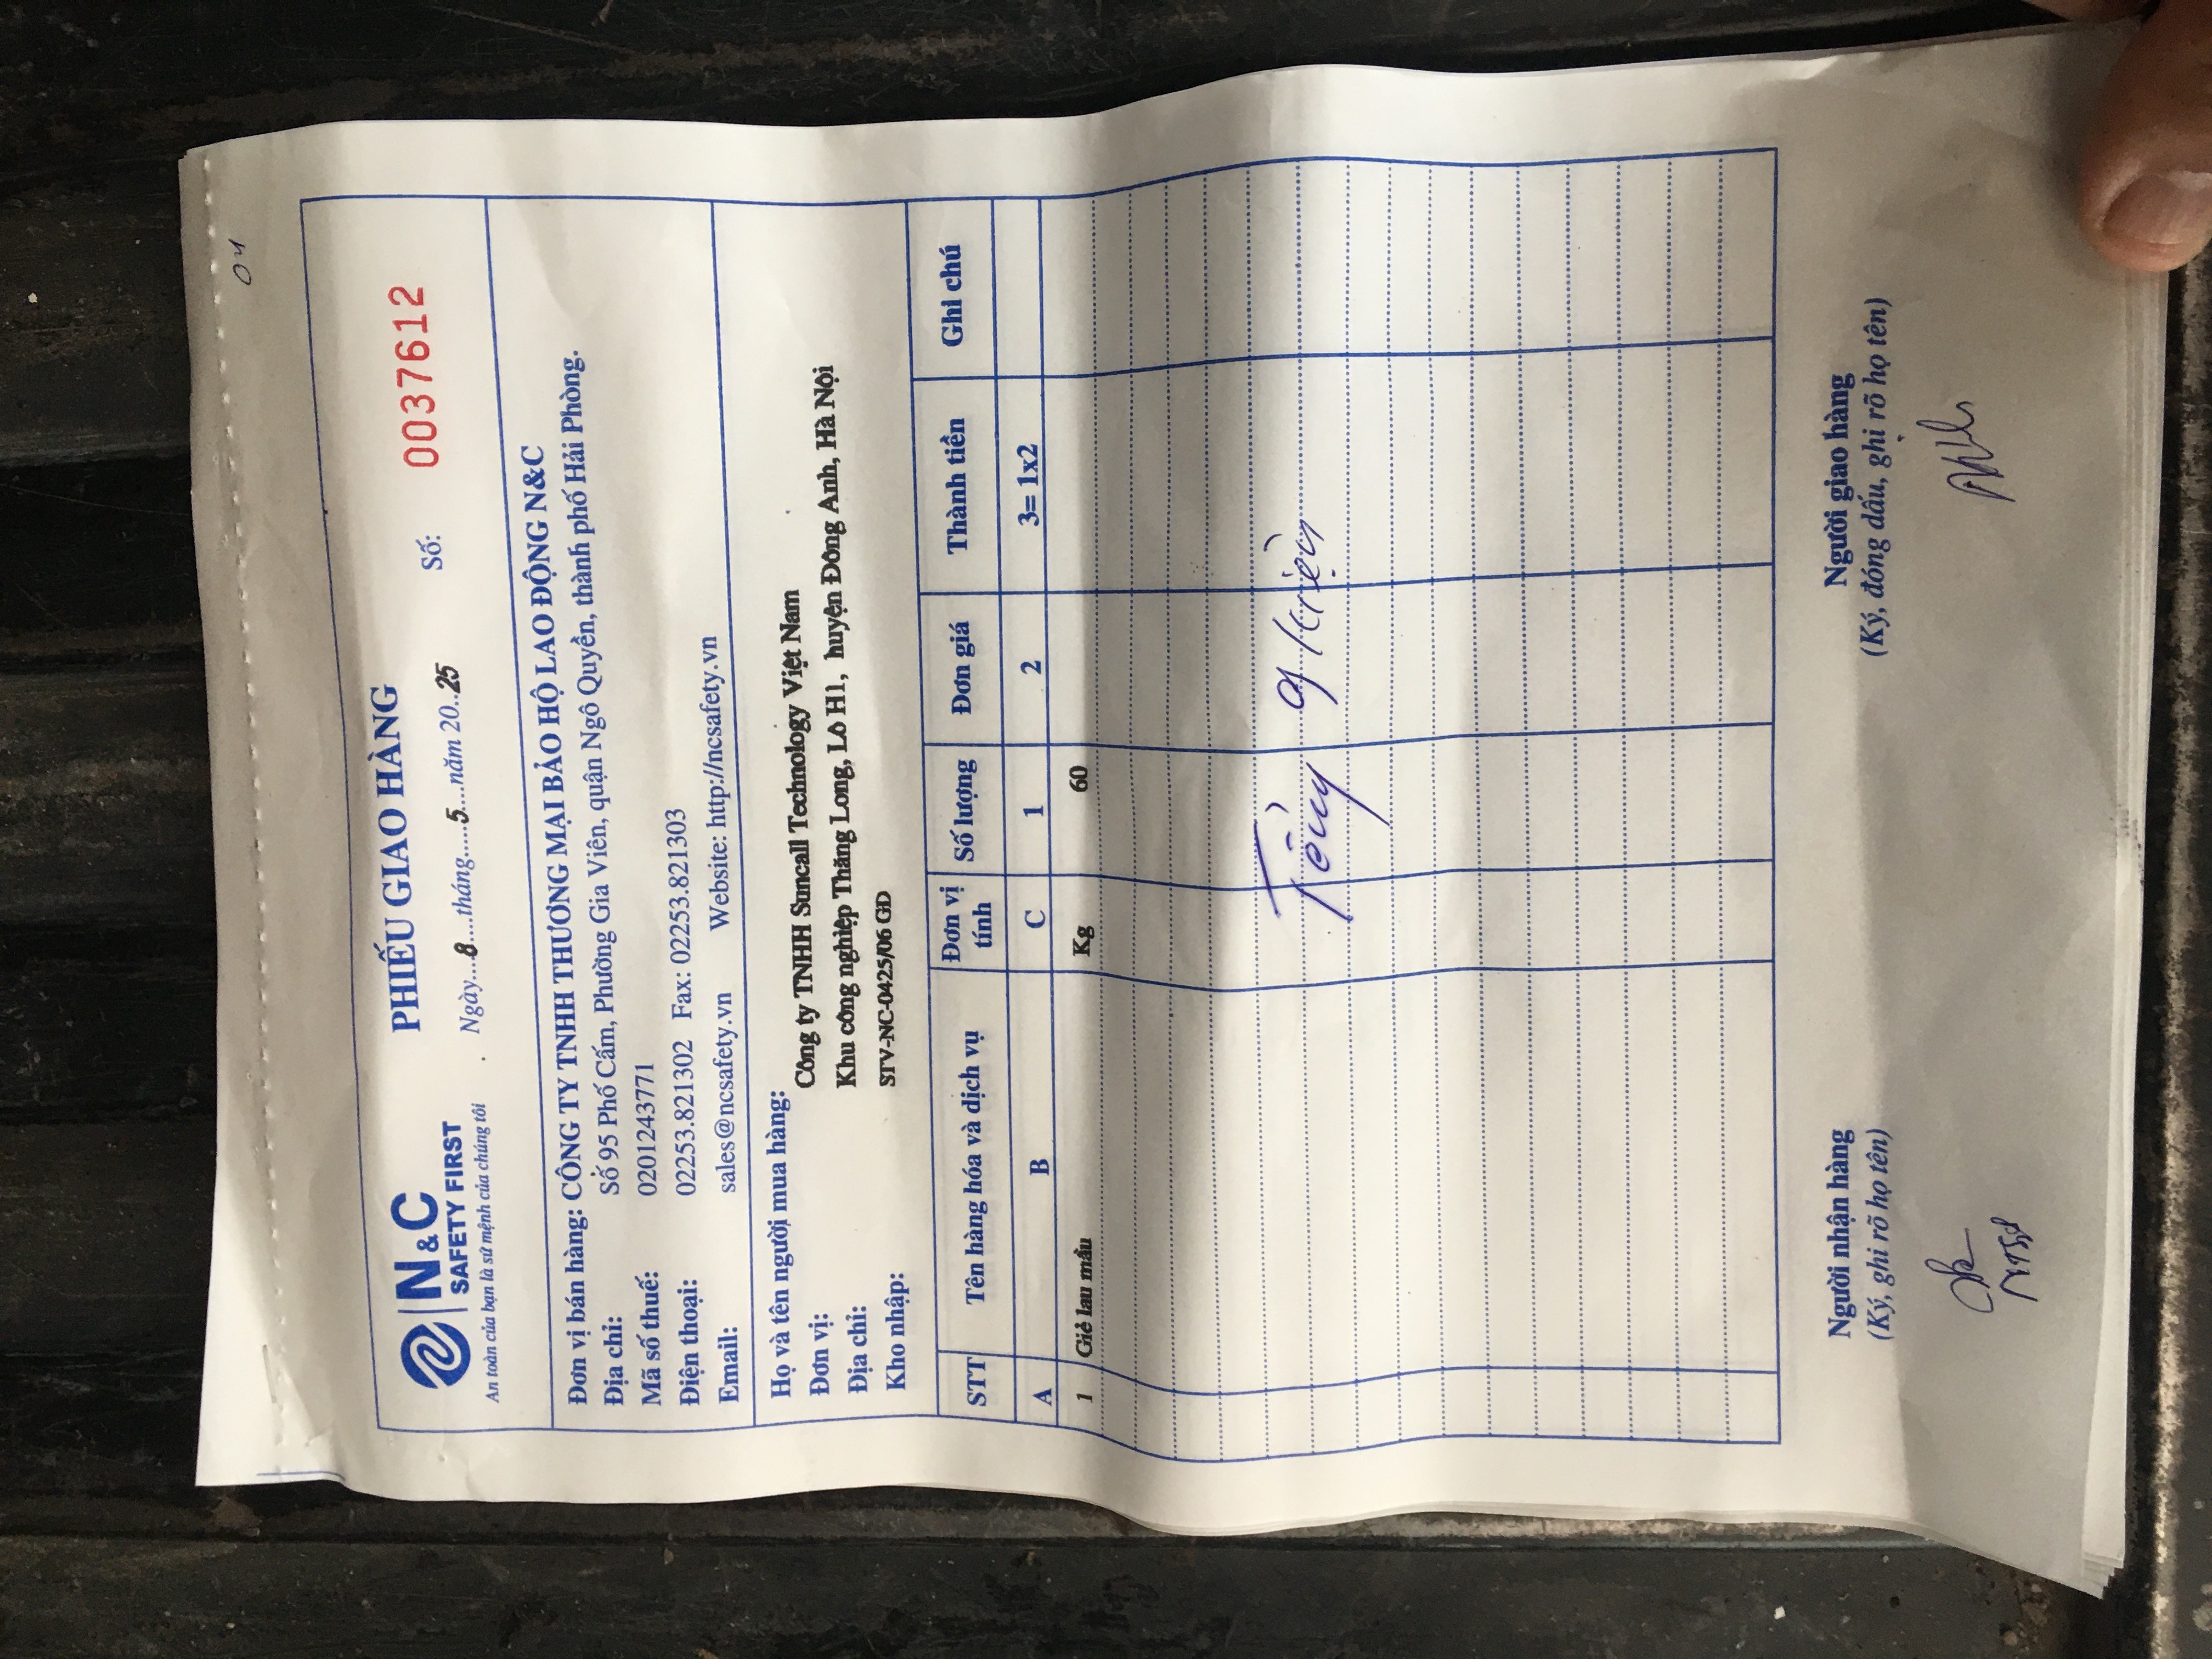 04
N&C
SAFETY FIRST
An toàn của bạn là sứ mệnh của chúng tôi
PHIẾU GIAO HÀNG
Ngày...8....tháng.....5....năm 20..25
Số: 0037612
Đơn vị bán hàng: CÔNG TY TNHH THƯƠNG MẠI BẢO HỘ LAO ĐỘNG N&C
Địa chỉ: Số 95 Phố Cấm, Phường Gia Viên, quận Ngô Quyền, thành phố Hải Phòng.
Mã số thuế: 0201243771
Điện thoại: 02253.821302 Fax: 02253.821303
Email: sales@ncsafety.vn Website: http://ncsafety.vn
Họ và tên người mua hàng:
Đơn vị: Công ty TNHH Suncall Technology Việt Nam
Địa chỉ: Khu công nghiệp Thăng Long, Lô H1, huyện Đông Anh, Hà Nội
Kho nhập: STV-NC-0425/06 GD
STT Tên hàng hóa và dịch vụ Đơn vị tính Số lượng Đơn giá Thành tiền Ghi chú
A B C 1 2 3= 1x2
1 Giẻ lau mầu Kg 60
Người nhận hàng Người giao hàng
(Ký, ghi rõ họ tên) (Ký, đóng dấu, ghi rõ họ tên)